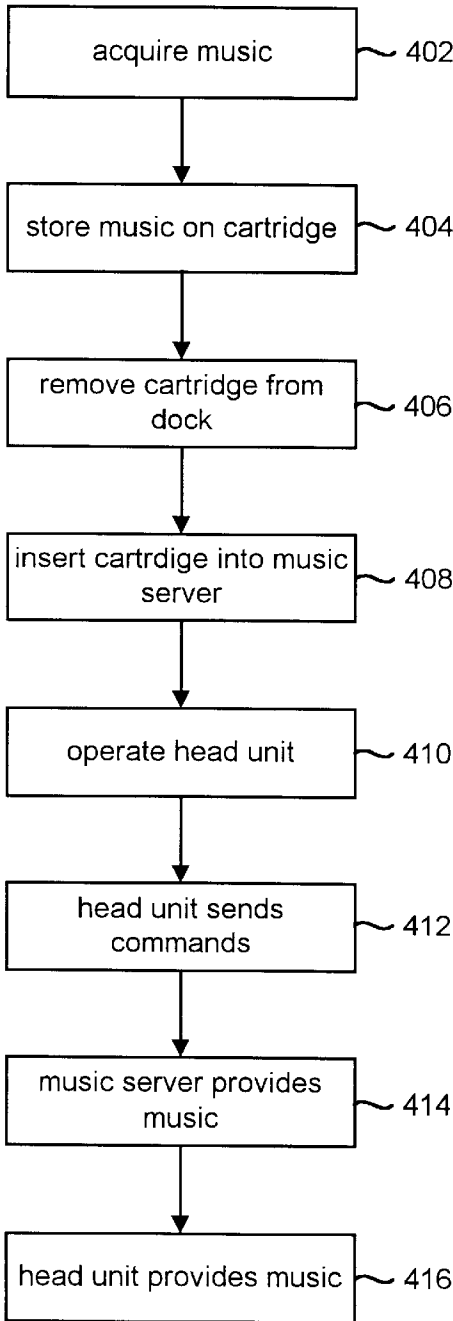 acquire music
402
store music on cartridge
404
remove cartridge from
dock
406
insert cartrdige into music
server
408
operate head unit
410
head unit sends
commands
412
music server provides
music
414
head unit provides music
416